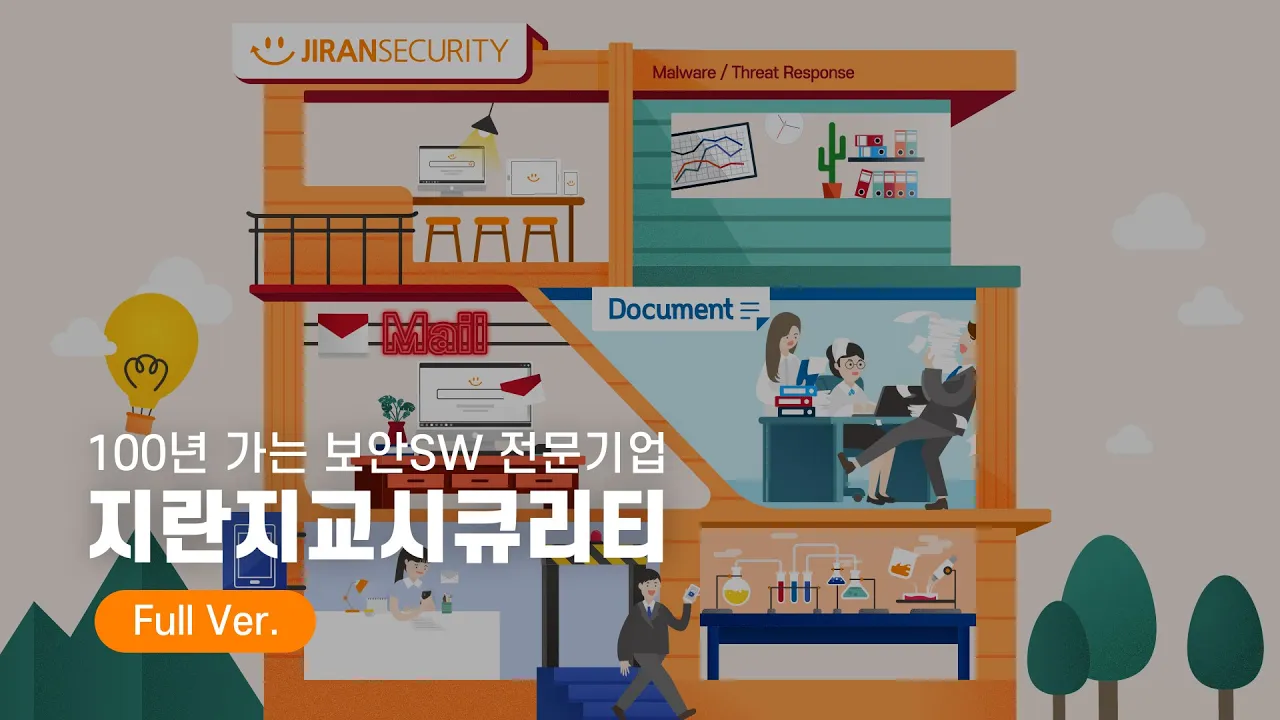 JIRANSECURITY
Malware / Threat Response
Document
Mail
100년 가는 보안SW 전문기업
지란지교시큐리티
Full Ver.